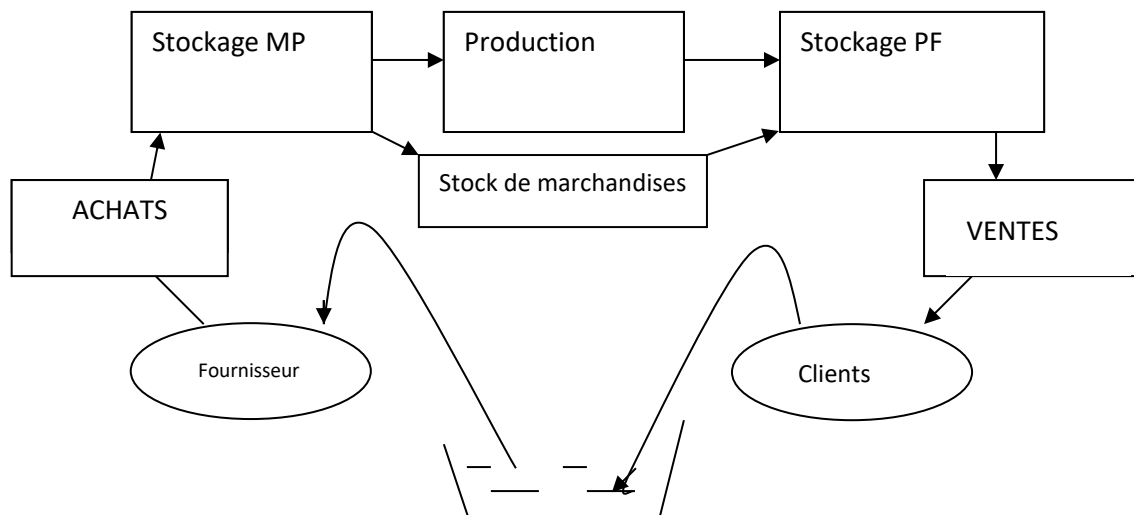 Stockage MP
Production
Stockage PF
Stock de marchandises
ACHATS
VENTES
Fournisseur
Clients